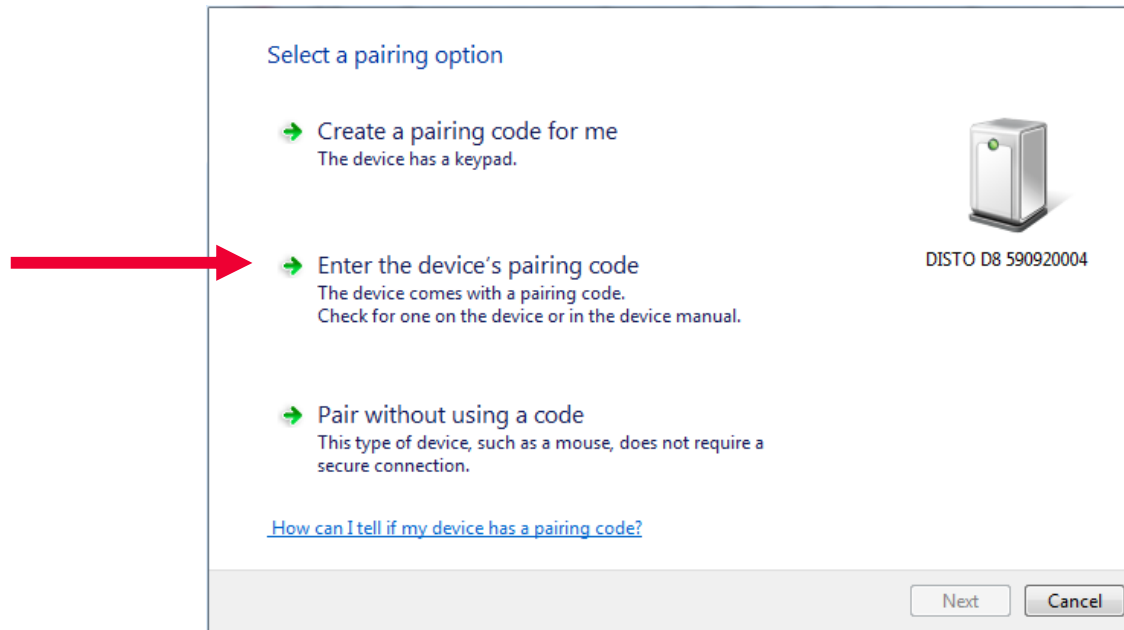 Select a pairing option
Create a pairing code for me
The device has a keypad.
Enter the device's pairing code
The device comes with a pairing code.
Check for one on the device or in the device manual.
DISTO D8 590920004
Pair without using a code
This type of device, such as a mouse, does not require a
secure connection.
How can I tell if my device has a pairing code?
Next
Cancel